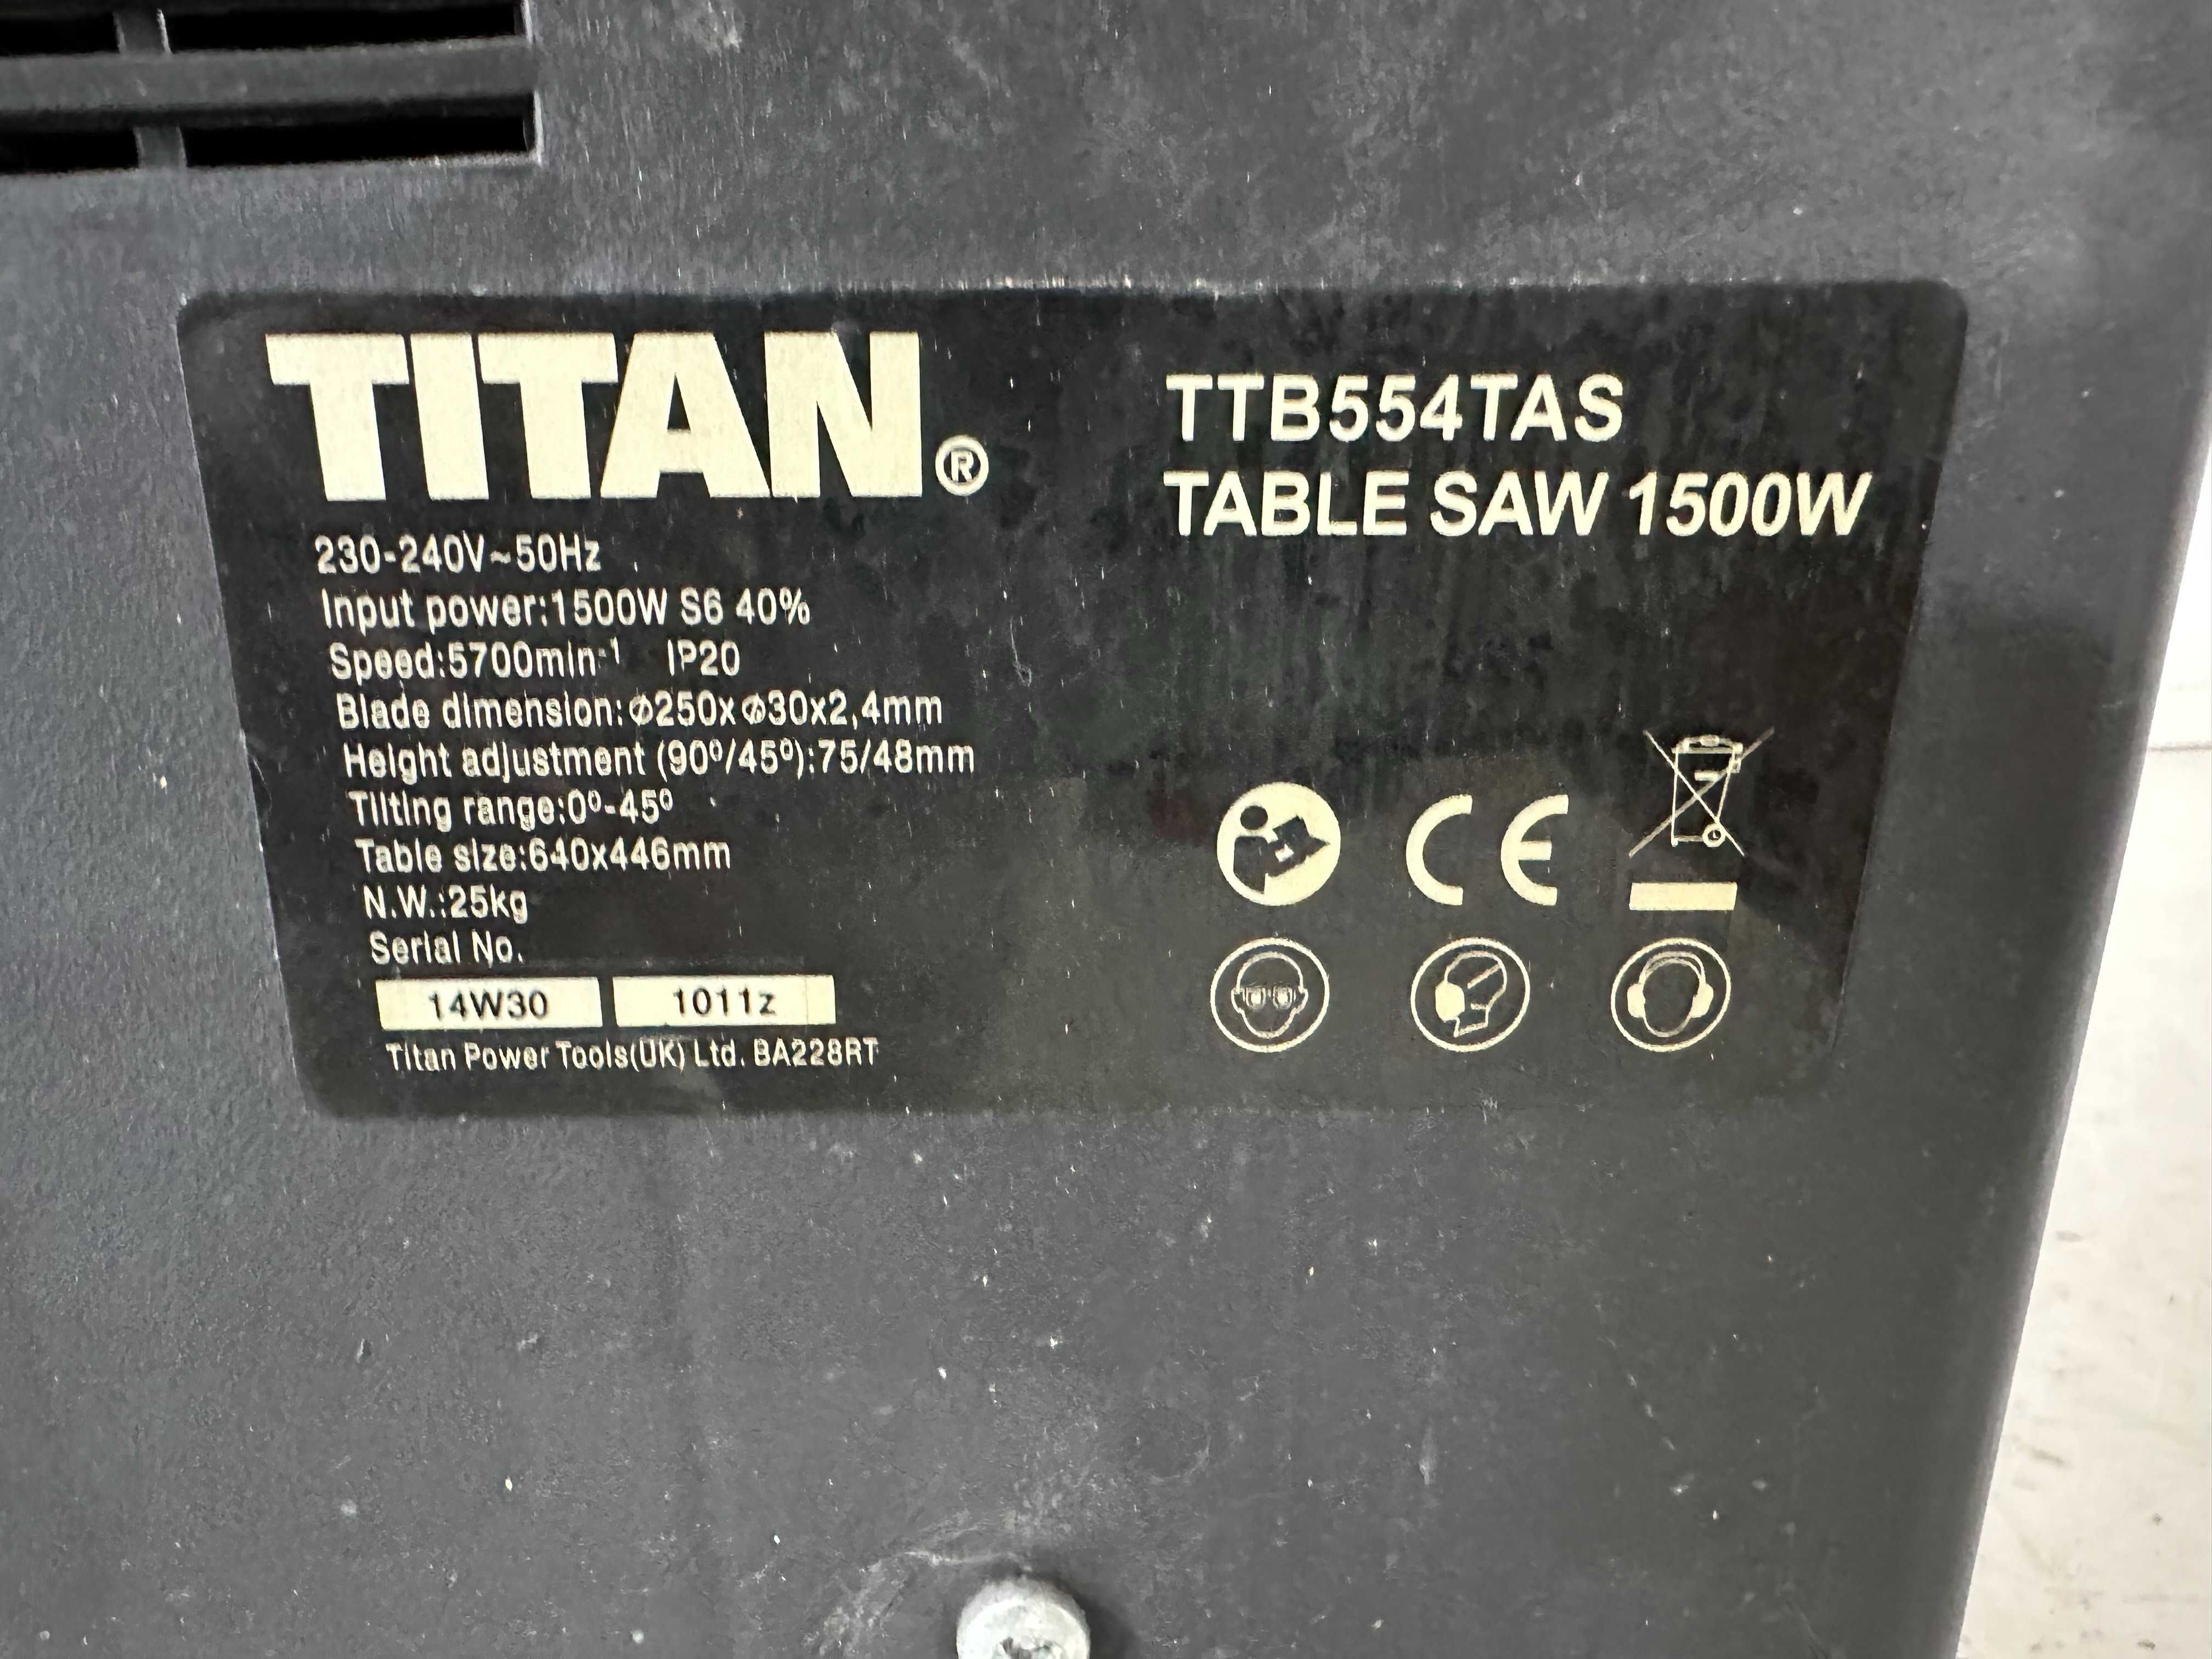 TITAN®
TTB554TAS
TABLE SAW 1500W
230-240V~50Hz
Input power:1500W S6 40%
Speed:5700min⁻¹ IP20
Blade dimension:Φ250xΦ30x2,4mm
Height adjustment (90º/45º):75/48mm
Tilting range:0º-45º
Table size:640x446mm
N.W.:25kg
Serial No.
14W30 1011z
Titan Power Tools(UK) Ltd. BA228RT
CE